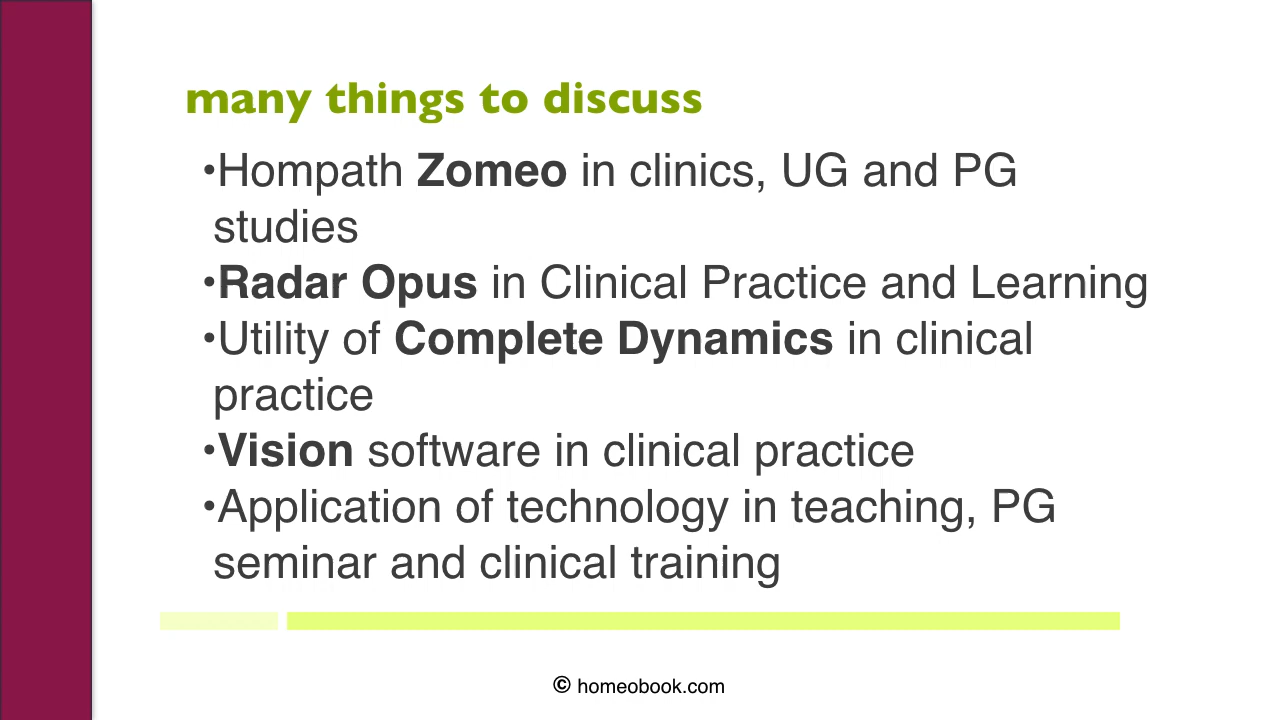 many things to discuss
•Hompath Zomeo in clinics, UG and PG
studies
•Radar Opus in Clinical Practice and Learning
•Utility of Complete Dynamics in clinical
practice
•Vision software in clinical practice
•Application of technology in teaching, PG
seminar and clinical training
© homeobook.com